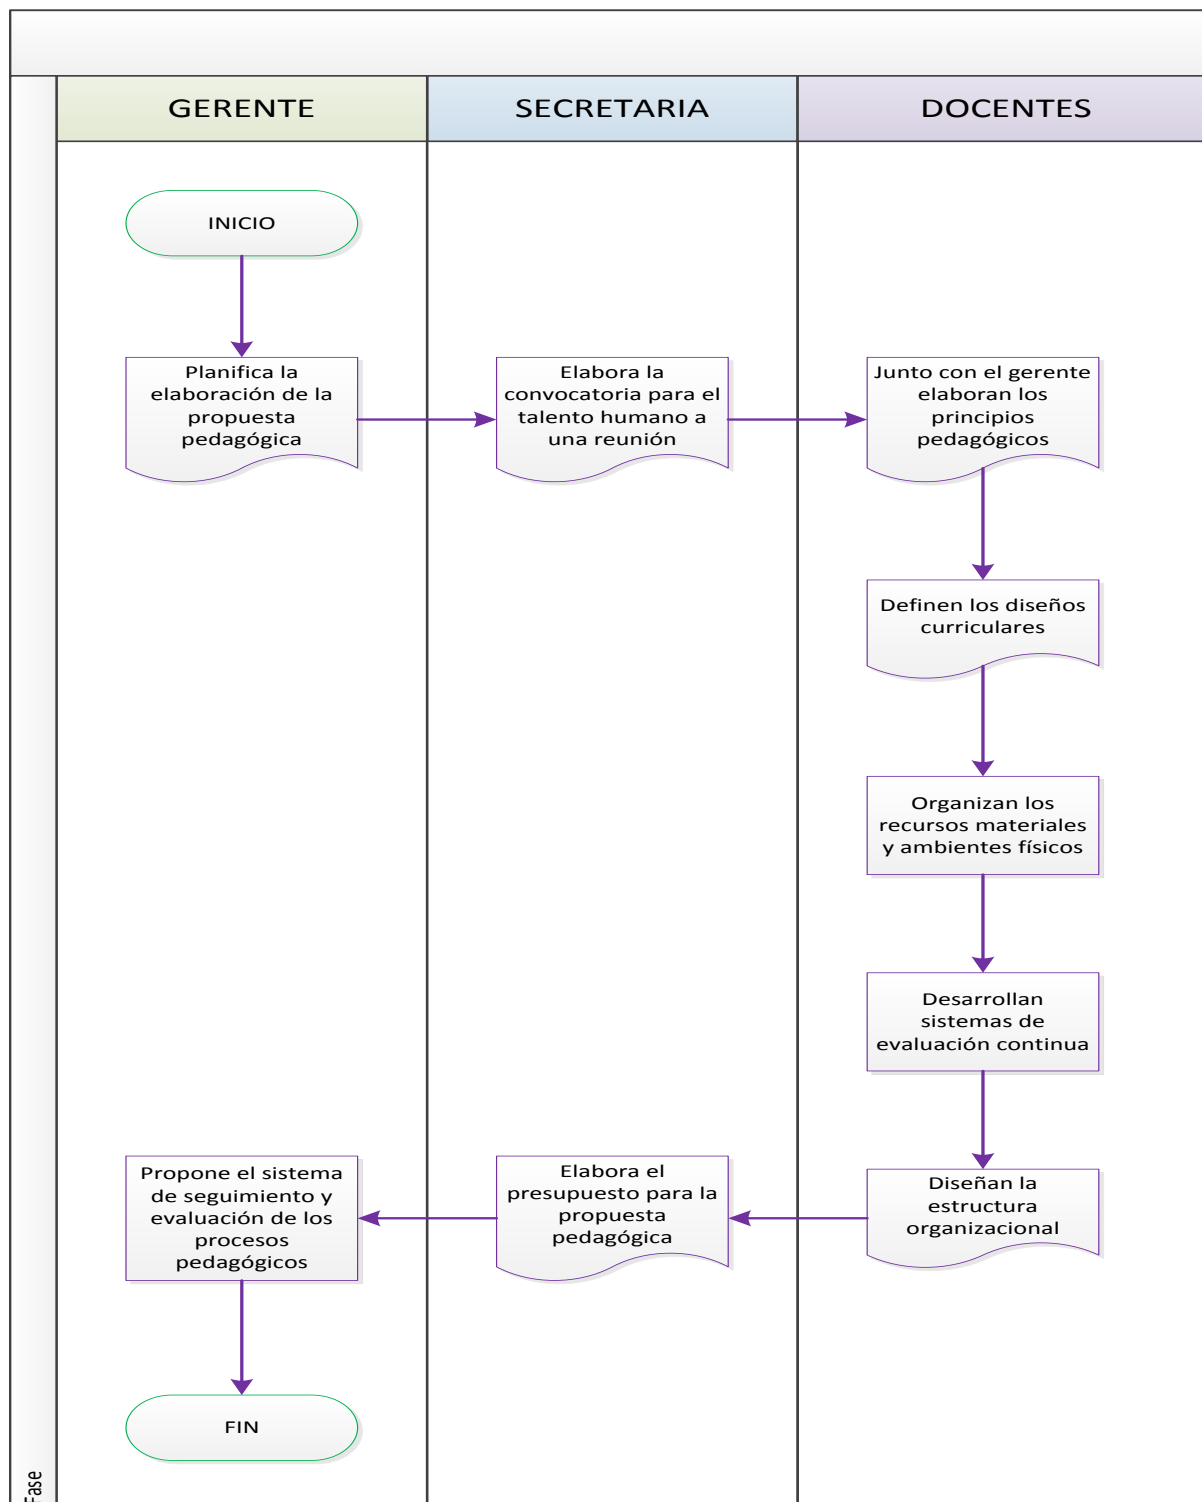 GERENTE
SECRETARIA
DOCENTES
INICIO
Planifica la
elaboración de la
propuesta
pedagógica
Elabora la
convocatoria para el
talento humano a
una reunión
Junto con el gerente
elaboran los
principios
pedagógicos
Definen los diseños
curriculares
Organizan los
recursos materiales
y ambientes físicos
Desarrollan
sistemas de
evaluación continua
Diseñan la
estructura
organizacional
Elabora el
presupuesto para la
propuesta
pedagógica
Propone el sistema
de seguimiento y
evaluación de los
procesos
pedagógicos
FIN
Fase